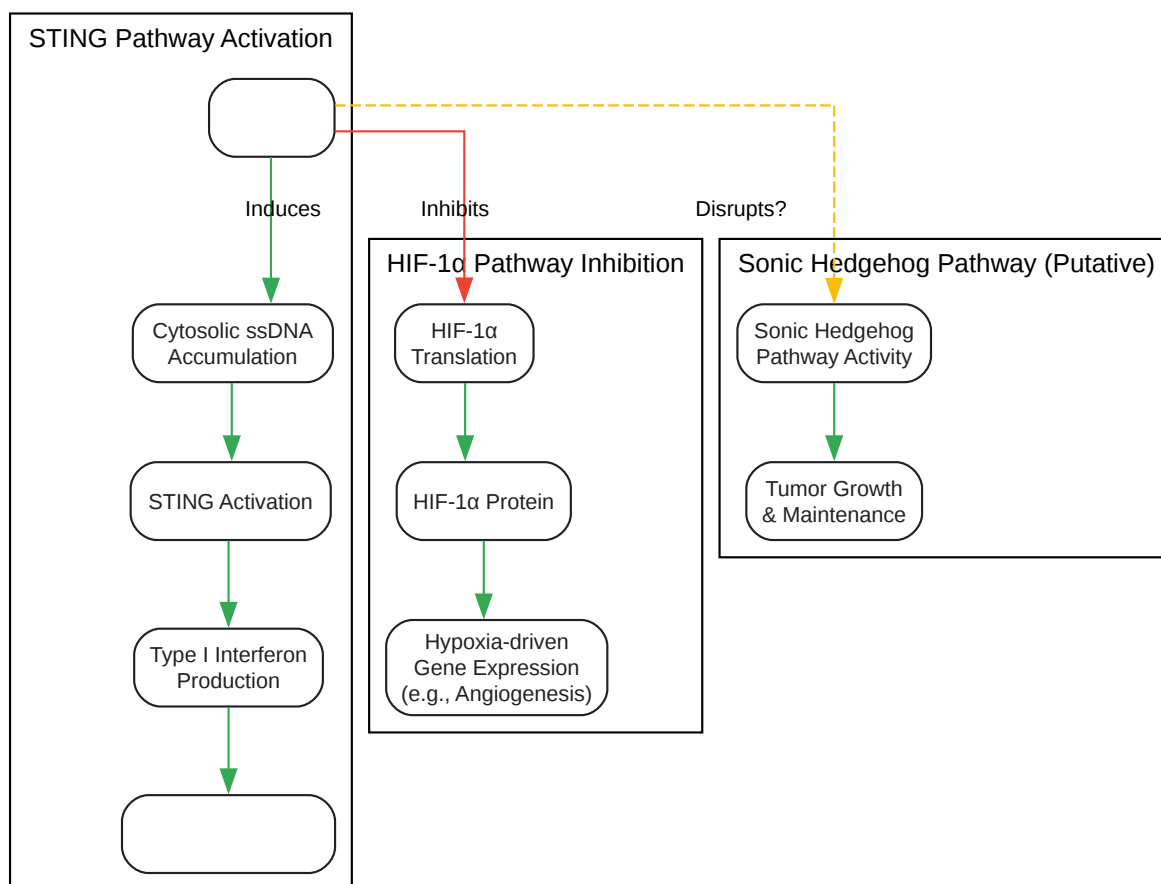 STING Pathway Activation
Induces
Inhibits
Disrupts?
HIF-1α Pathway Inhibition
Sonic Hedgehog Pathway (Putative)
Cytosolic ssDNA
Accumulation
HIF-1α
Translation
Sonic Hedgehog
Pathway Activity
STING Activation
HIF-1α Protein
Tumor Growth
& Maintenance
Type I Interferon
Production
Hypoxia-driven
Gene Expression
(e.g., Angiogenesis)